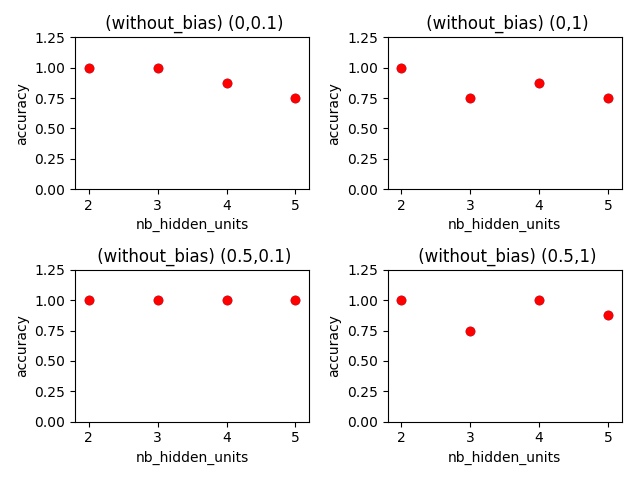 (without_bias) (0,0.1)
1.25
1.00
0.75
0.50
0.25
0.00
accuracy
2 3 4 5
nb_hidden_units
(without_bias) (0,1)
1.25
1.00
0.75
0.50
0.25
0.00
accuracy
2 3 4 5
nb_hidden_units
(without_bias) (0.5,0.1)
1.25
1.00
0.75
0.50
0.25
0.00
accuracy
2 3 4 5
nb_hidden_units
(without_bias) (0.5,1)
1.25
1.00
0.75
0.50
0.25
0.00
accuracy
2 3 4 5
nb_hidden_units